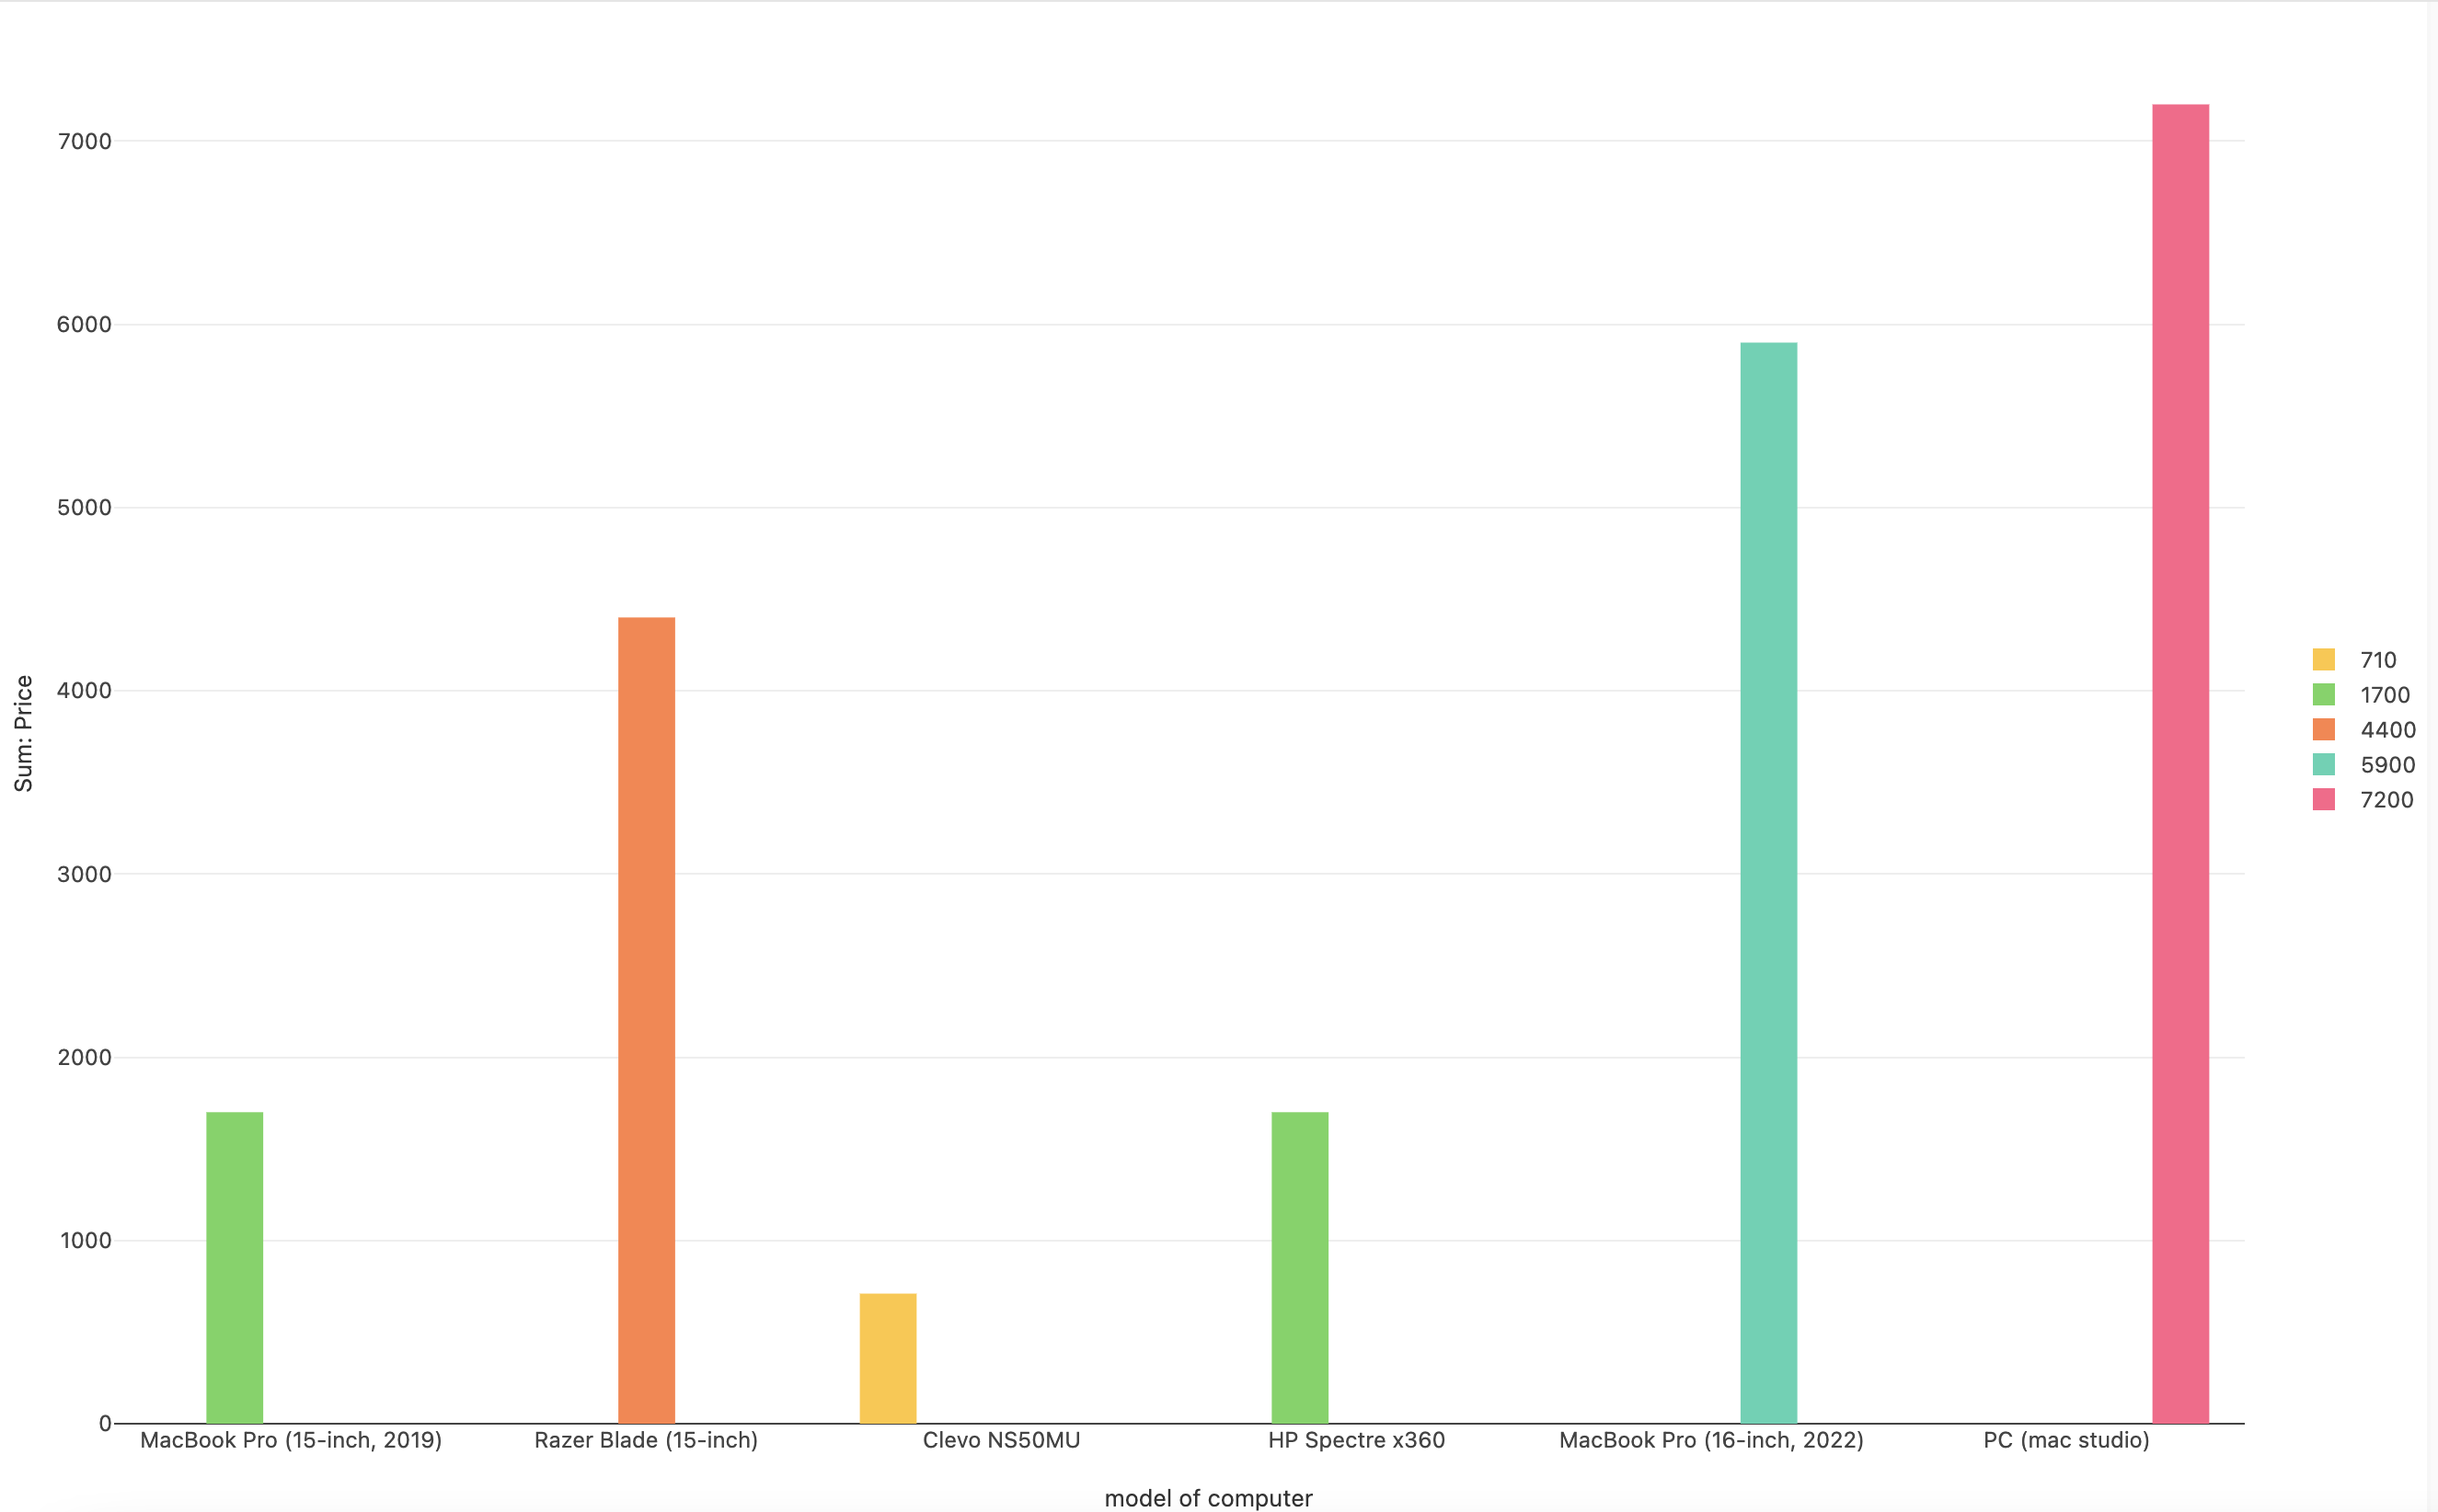 7000
6000
5000
4000
3000
2000
1000
0
Sum: Price
MacBook Pro (15-inch, 2019)
Razer Blade (15-inch)
Clevo NS50MU
HP Spectre x360
MacBook Pro (16-inch, 2022)
PC (mac studio)
model of computer
710
1700
4400
5900
7200